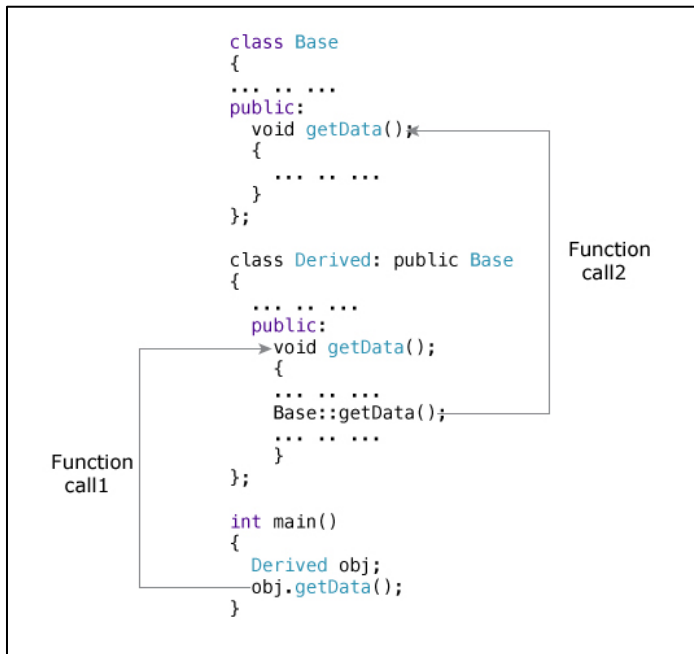 class Base
{
... .. ...
public:
void getData();
{
... .. ...
}
};
class Derived: public Base
{
... .. ...
public:
void getData();
{
... .. ...
Base::getData();
... .. ...
}
};
int main()
{
Derived obj;
obj.getData();
}
Function
call1
Function
call2